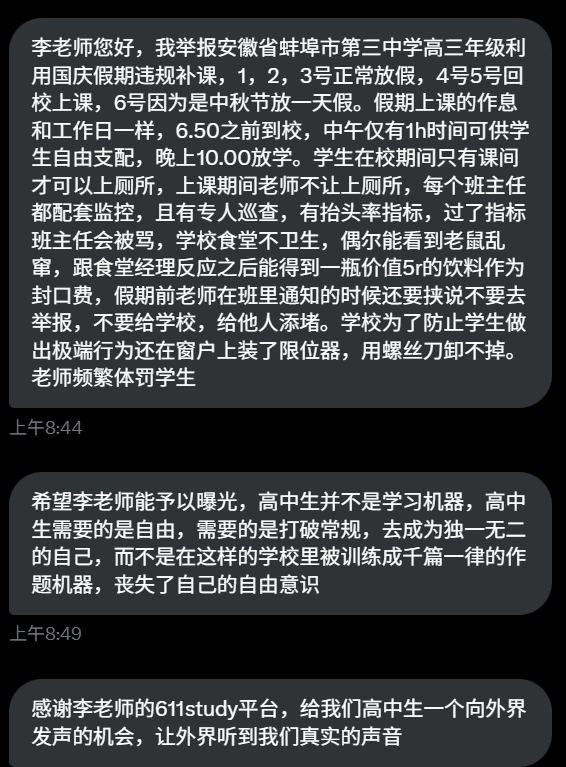 李老师您好，我举报安徽省蚌埠市第三中学高三年级利
用国庆假期违规补课，1，2，3号正常放假，4号5号回
校上课，6号因为是中秋节放一天假。假期上课的作息
和工作日一样，6.50之前到校，中午仅有1h时间可供学
生自由支配，晚上10.00放学。学生在校期间只有课间
才可以上厕所，上课期间老师不让上厕所，每个班主任
都配套监控，且有专人巡查，有抬头率指标，过了指标
班主任会被骂，学校食堂不卫生，偶尔能看到老鼠乱
窜，跟食堂经理反应之后能得到一瓶价值5r的饮料作为
封口费，假期前老师在班里通知的时候还要挟说不要去
举报，不要给学校，给他人添堵。学校为了防止学生做
出极端行为还在窗户上装了限位器，用螺丝刀卸不掉。
老师频繁体罚学生
上午8:44
希望李老师能予以曝光，高中生并不是学习机器，高中
生需要的是自由，需要的是打破常规，去成为独一无二
的自己，而不是在这样的学校里被训练成千篇一律的作
题机器，丧失了自己的自由意识
上午8:49
感谢李老师的611study平台，给我们高中生一个向外界
发声的机会，让外界听到我们真实的声音